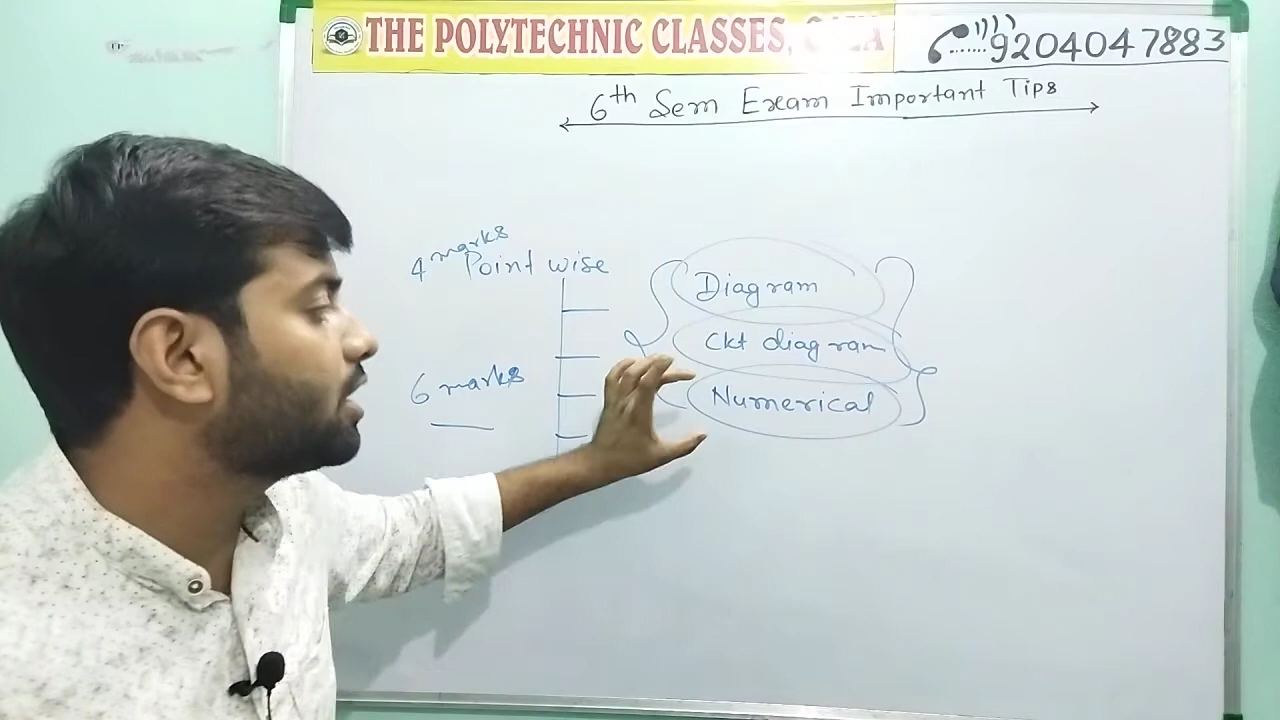 THE POLYTECHNIC CLASSES,
9204047883
6th Sem Exam Important Tips
4 marks Point wise
6 marks
Diagram
Ckt diagram
Numerical